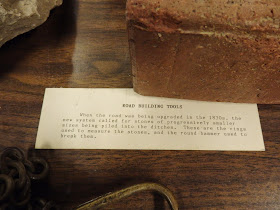 ROAD BUILDING TOOLS
When the road was being upgraded in the 1830s, the
new system called for stones of progressively smaller
sizes being piled into the ditches. These are the rings
used to measure the stones, and the round hammer used to
break them.